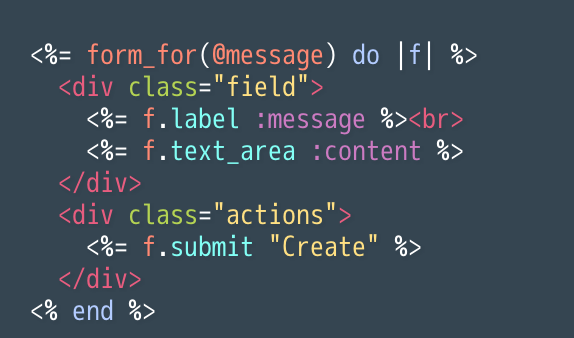 <%= form_for(@message) do |f| %>
  <div class="field">
    <%= f.label :message %><br>
    <%= f.text_area :content %>
  </div>
  <div class="actions">
    <%= f.submit "Create" %>
  </div>
<% end %>